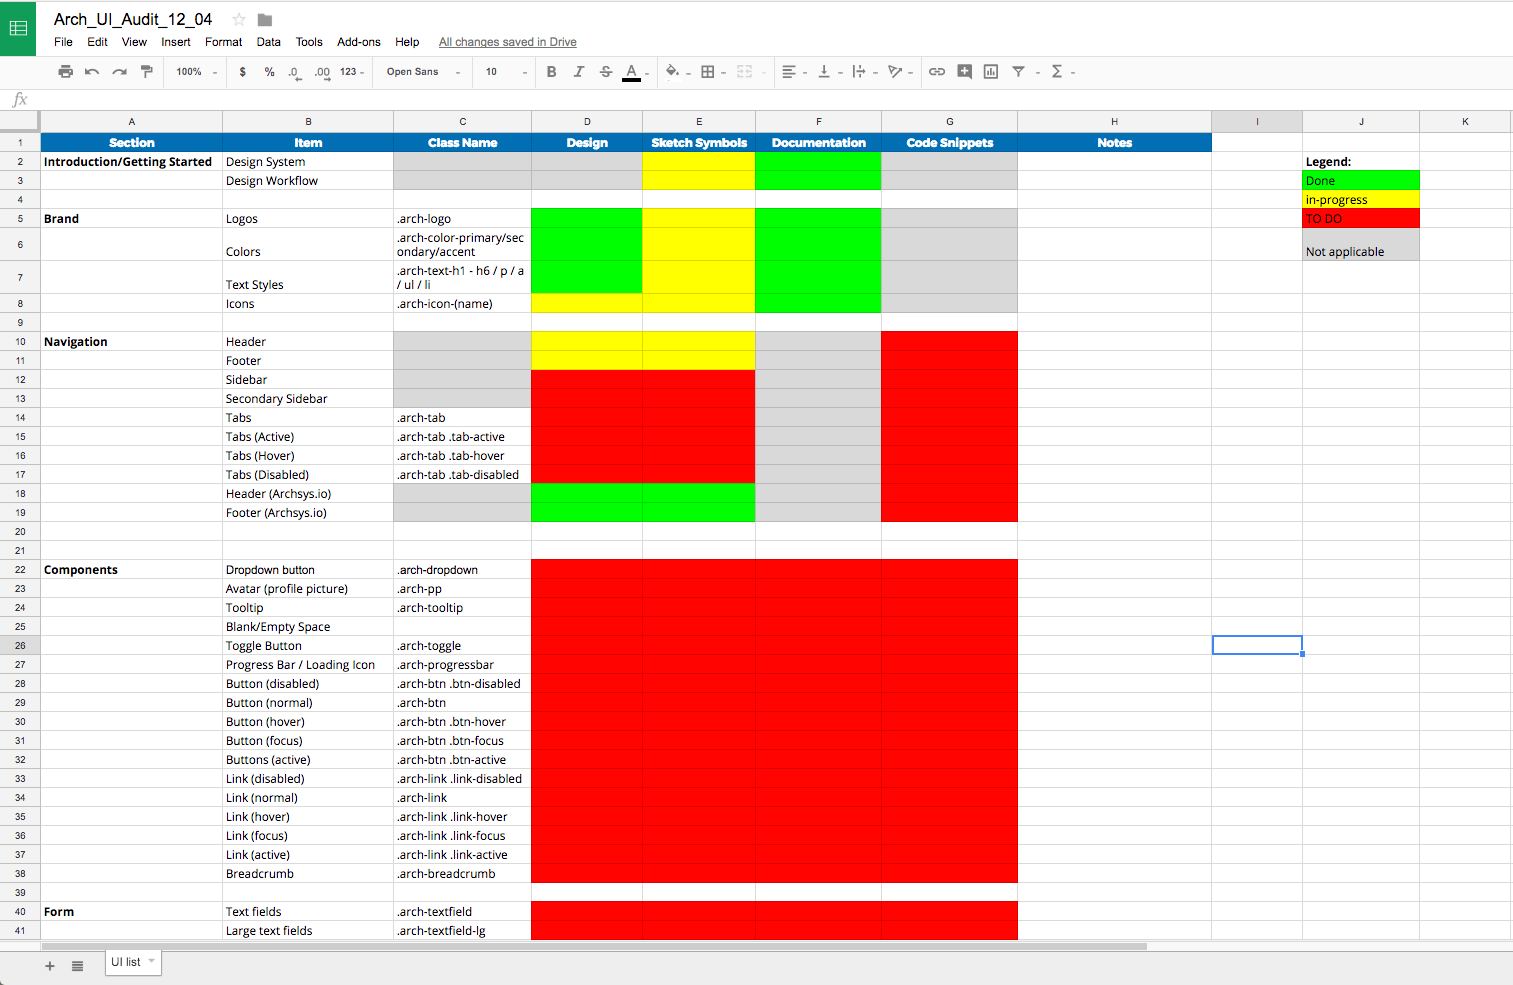 Arch_UI_Audit_12_04
File Edit View Insert Format Data Tools Add-ons Help All changes saved in Drive
100% $ % .0 .00 123 Open Sans 10 B I S A Σ
fx
A B C D E F G H I J K
1 Section Item Class Name Design Sketch Symbols Documentation Code Snippets Notes
2 Introduction/Getting Started Design System Legend:
3 Design Workflow Done
4 in-progress
5 Brand Logos .arch-logo TO DO
.arch-color-primary/sec
6 Colors ondary/accent Not applicable
.arch-text-h1 - h6 / p / a
7 Text Styles / ul / li
8 Icons .arch-icon-(name)
9
10 Navigation Header
11 Footer
12 Sidebar
13 Secondary Sidebar
14 Tabs .arch-tab
15 Tabs (Active) .arch-tab .tab-active
16 Tabs (Hover) .arch-tab .tab-hover
17 Tabs (Disabled) .arch-tab .tab-disabled
18 Header (Archsys.io)
19 Footer (Archsys.io)
20
21
22 Components Dropdown button .arch-dropdown
23 Avatar (profile picture) .arch-pp
24 Tooltip .arch-tooltip
25 Blank/Empty Space
26 Toggle Button .arch-toggle
27 Progress Bar / Loading Icon .arch-progressbar
28 Button (disabled) .arch-btn .btn-disabled
29 Button (normal) .arch-btn
30 Button (hover) .arch-btn .btn-hover
31 Button (focus) .arch-btn .btn-focus
32 Buttons (active) .arch-btn .btn-active
33 Link (disabled) .arch-link .link-disabled
34 Link (normal) .arch-link
35 Link (hover) .arch-link .link-hover
36 Link (focus) .arch-link .link-focus
37 Link (active) .arch-link .link-active
38 Breadcrumb .arch-breadcrumb
39
40 Form Text fields .arch-textfield
41 Large text fields .arch-textfield-lg
UI list